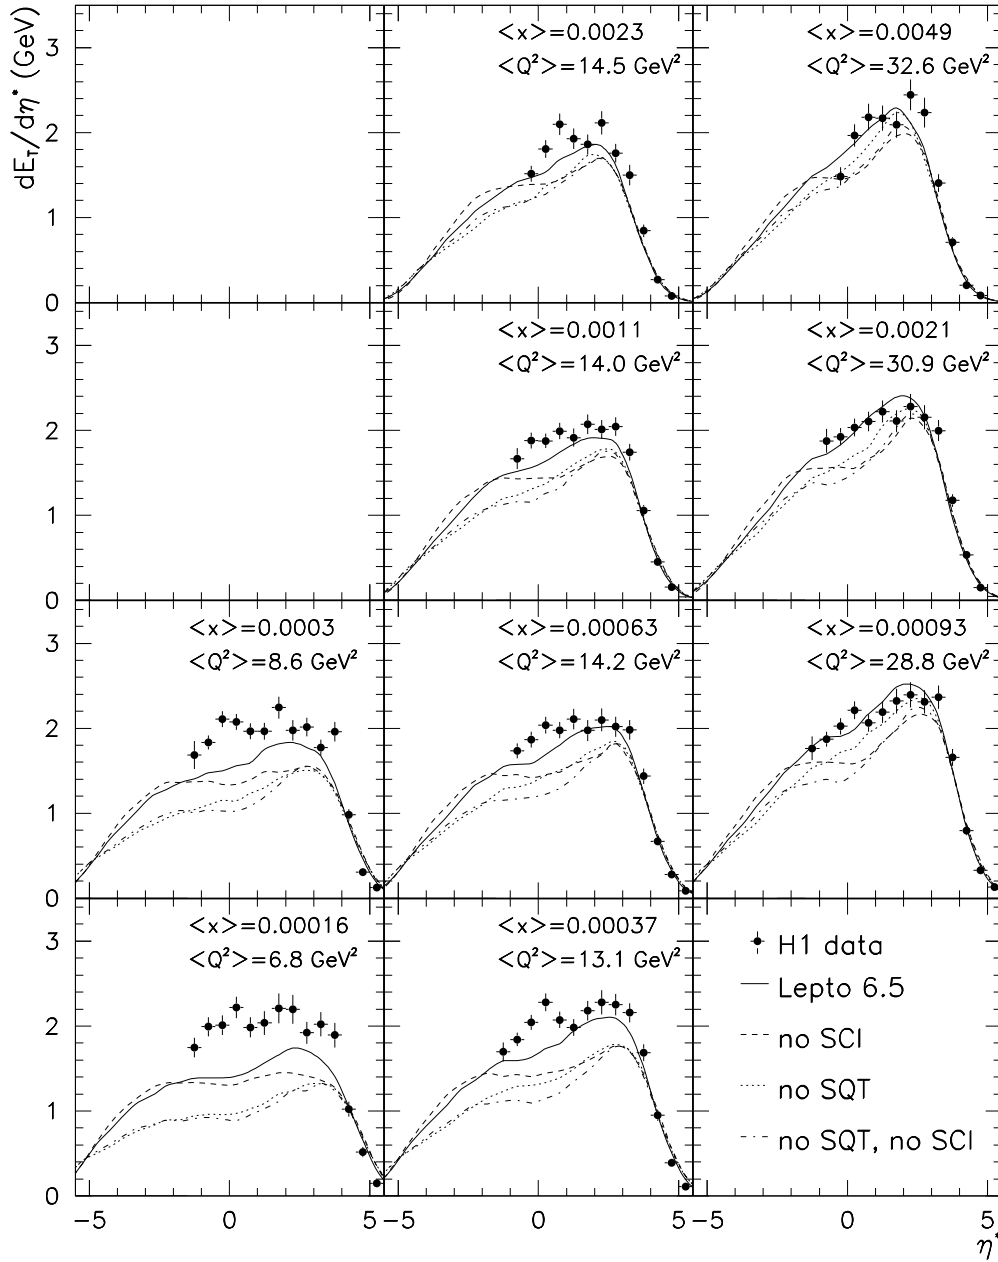 dE_T/dη* (GeV)
3
2
1
0
<x>=0.0023
<Q²>=14.5 GeV²
<x>=0.0049
<Q²>=32.6 GeV²
3
2
1
0
<x>=0.0011
<Q²>=14.0 GeV²
<x>=0.0021
<Q²>=30.9 GeV²
3
2
1
0
<x>=0.0003
<Q²>=8.6 GeV²
<x>=0.00063
<Q²>=14.2 GeV²
<x>=0.00093
<Q²>=28.8 GeV²
3
2
1
0
<x>=0.00016
<Q²>=6.8 GeV²
<x>=0.00037
<Q²>=13.1 GeV²
H1 data
Lepto 6.5
no SCI
no SQT
no SQT, no SCI
-5 0 5 -5 0 5 -5 0 5
η*